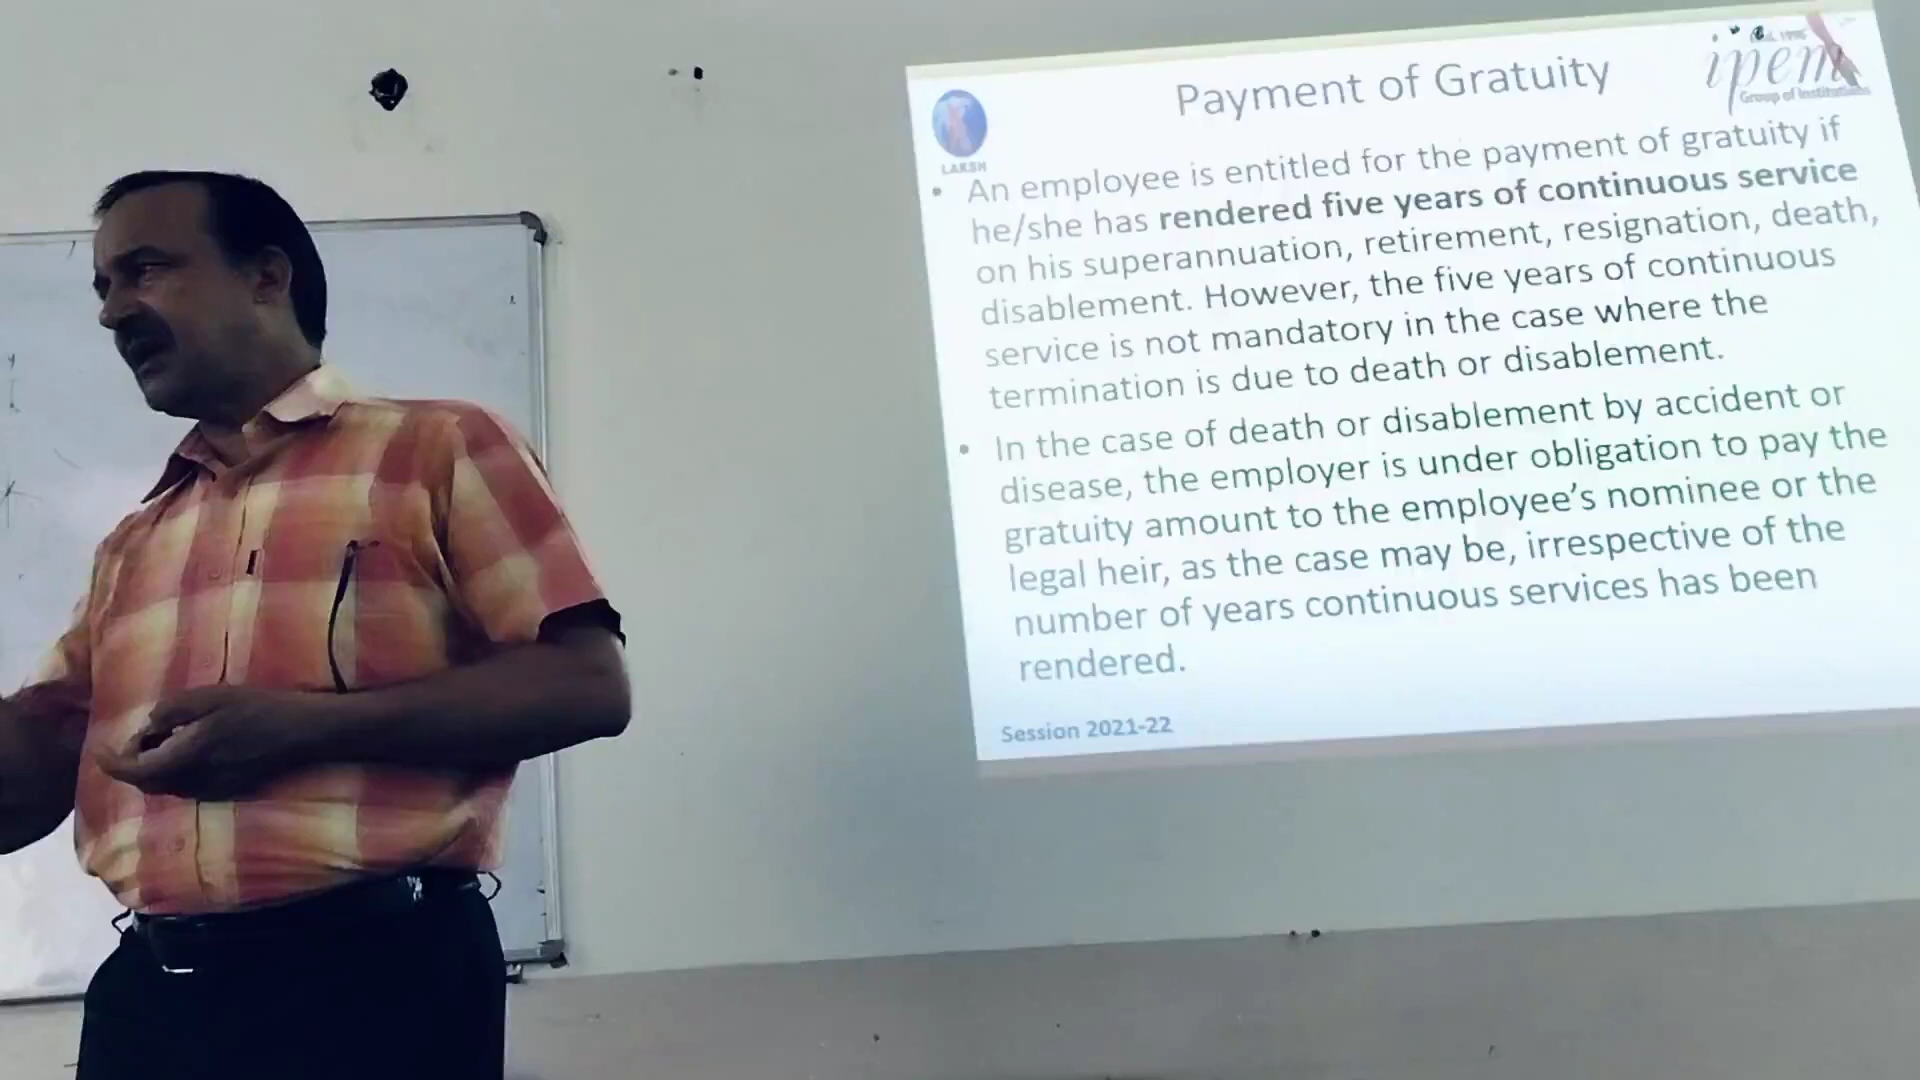 Payment of Gratuity
Estd. 1996
ipem
Group of Institutions
LAKSH
• An employee is entitled for the payment of gratuity if
he/she has rendered five years of continuous service
on his superannuation, retirement, resignation, death,
disablement. However, the five years of continuous
service is not mandatory in the case where the
termination is due to death or disablement.
• In the case of death or disablement by accident or
disease, the employer is under obligation to pay the
gratuity amount to the employee’s nominee or the
legal heir, as the case may be, irrespective of the
number of years continuous services has been
rendered.
Session 2021-22